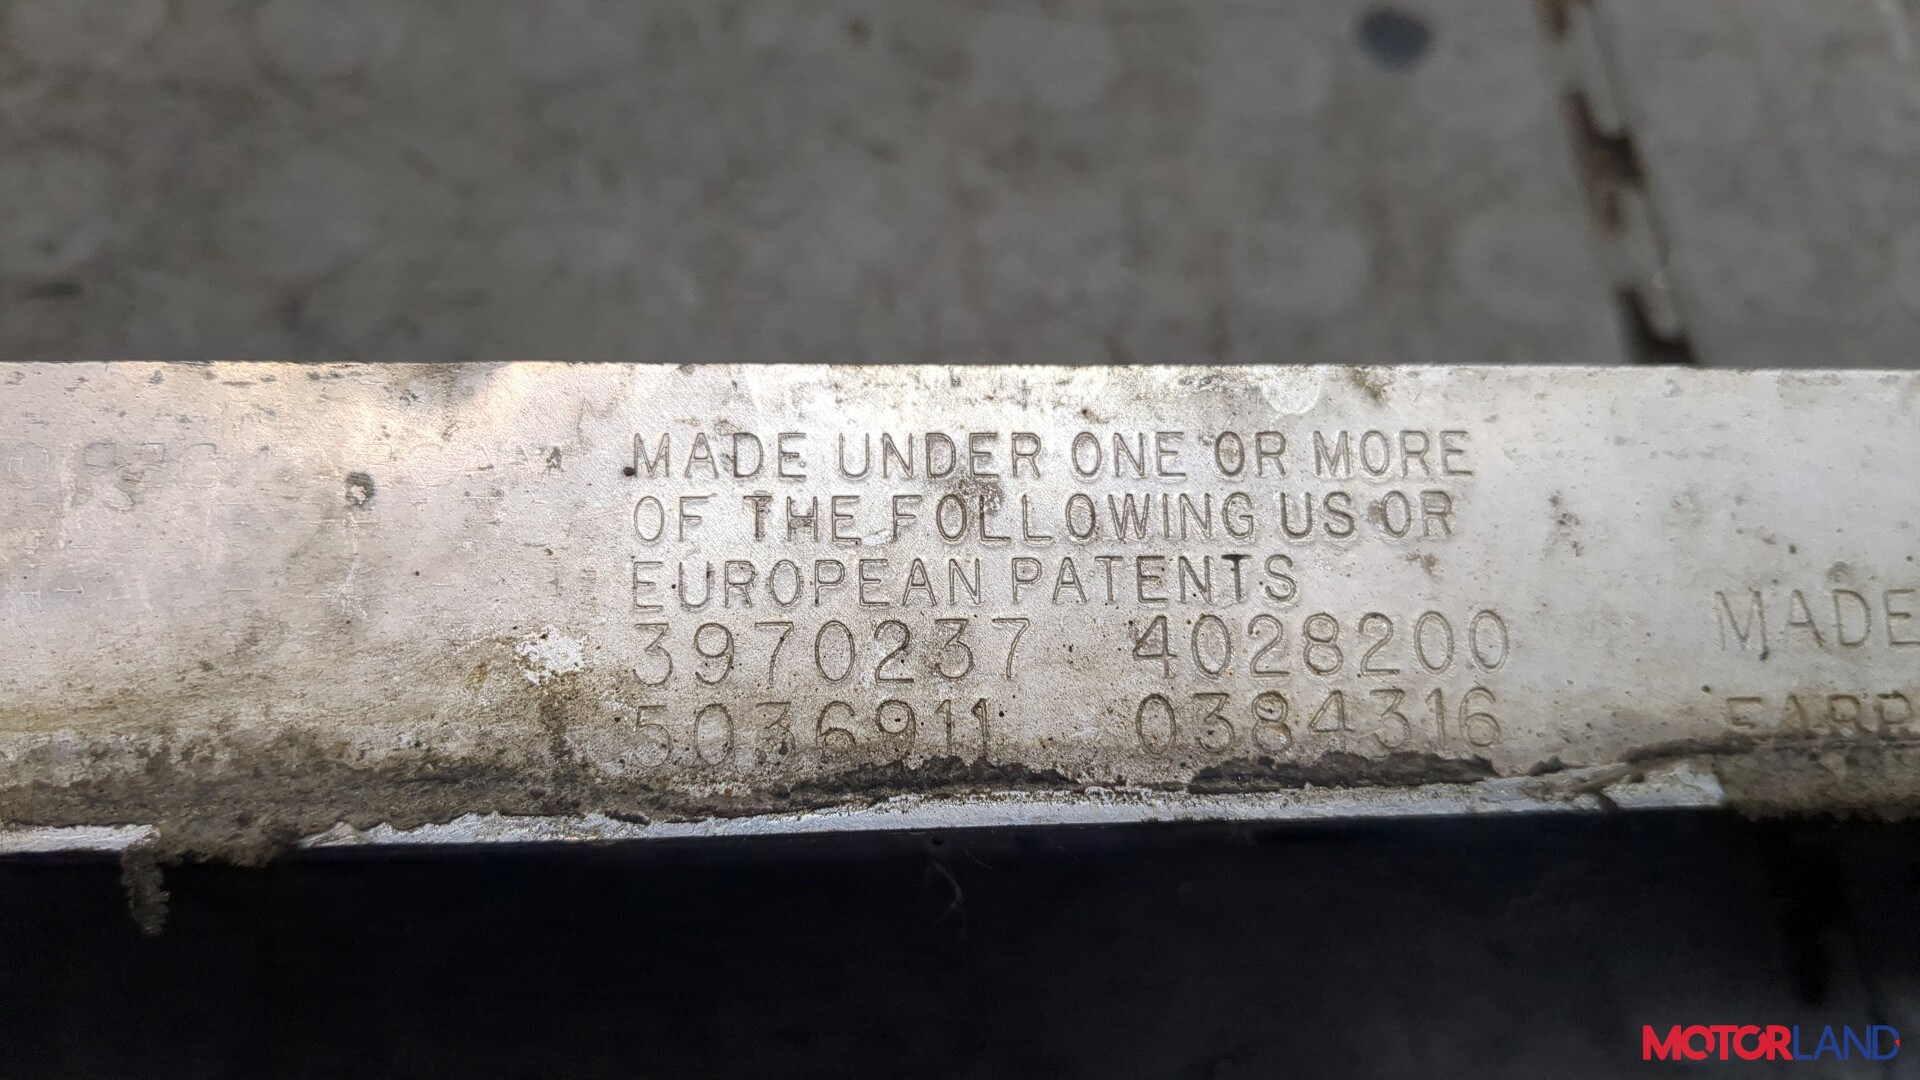 MADE UNDER ONE OR MORE
OF THE FOLLOWING US OR
EUROPEAN PATENTS
3970237 4028200
5036911 0384316
MADE
MOTORLAND